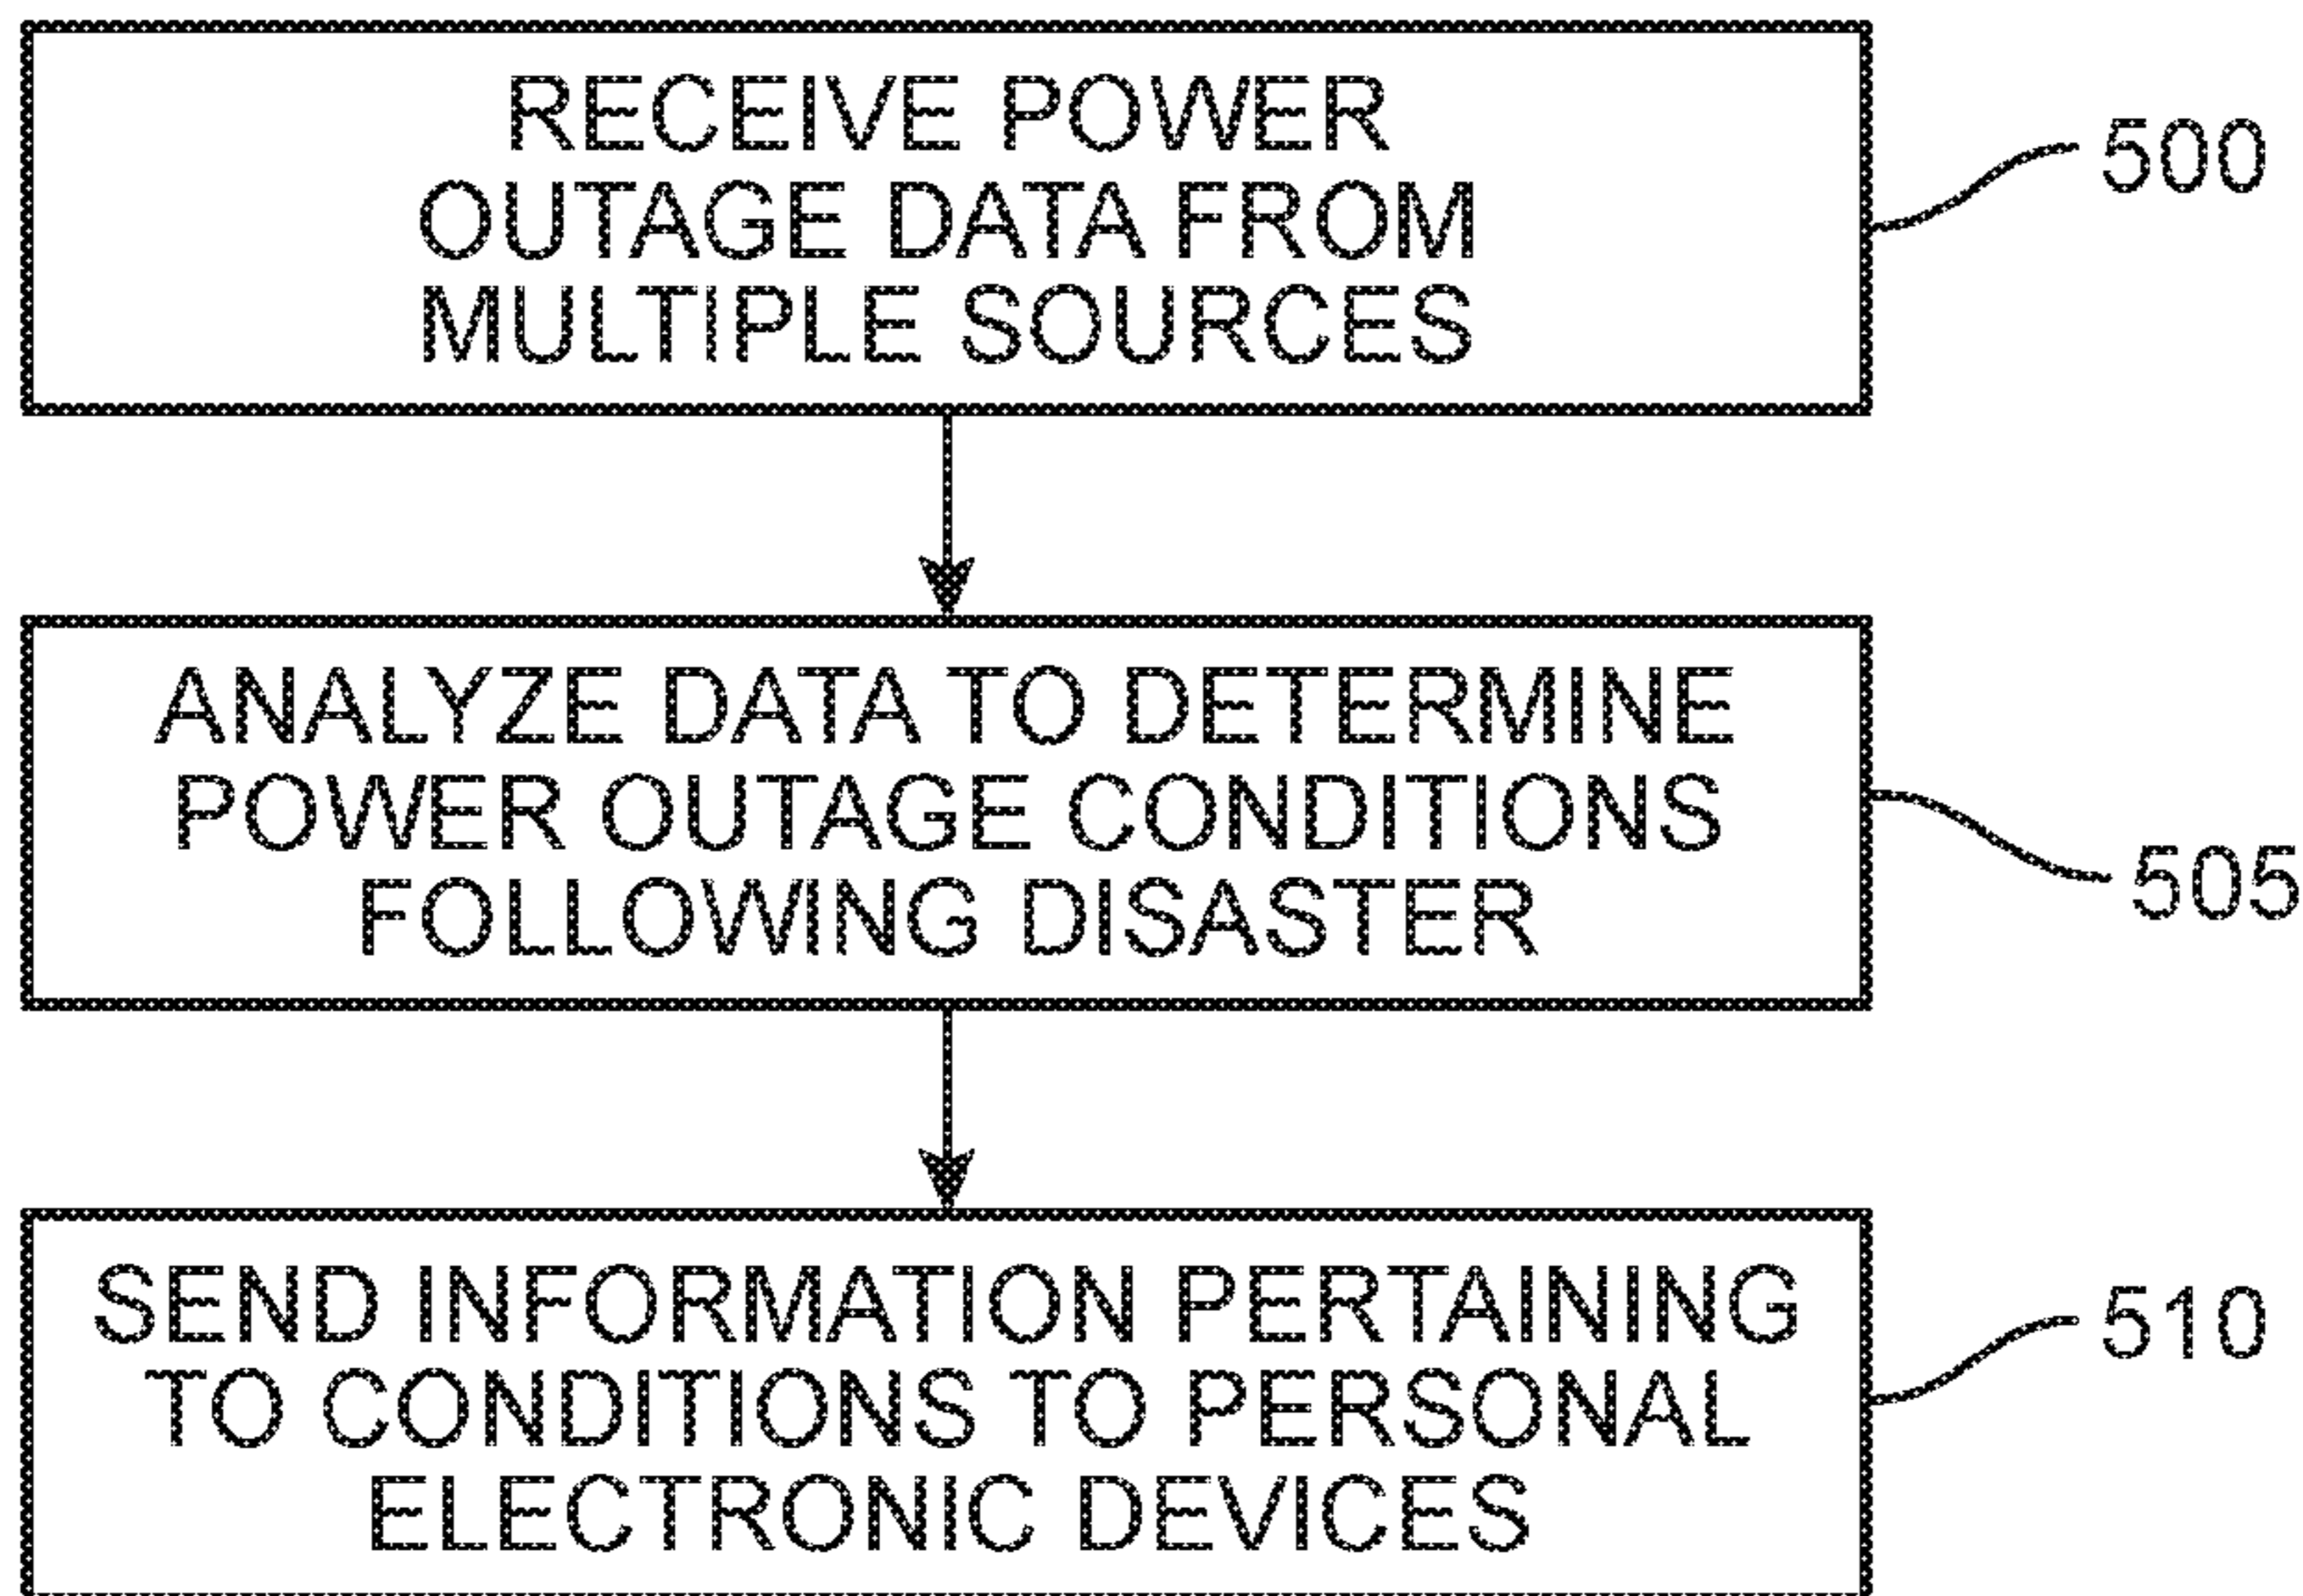 RECEIVE POWER
OUTAGE DATA FROM
MULTIPLE SOURCES
500
ANALYZE DATA TO DETERMINE
POWER OUTAGE CONDITIONS
FOLLOWING DISASTER
505
SEND INFORMATION PERTAINING
TO CONDITIONS TO PERSONAL
ELECTRONIC DEVICES
510